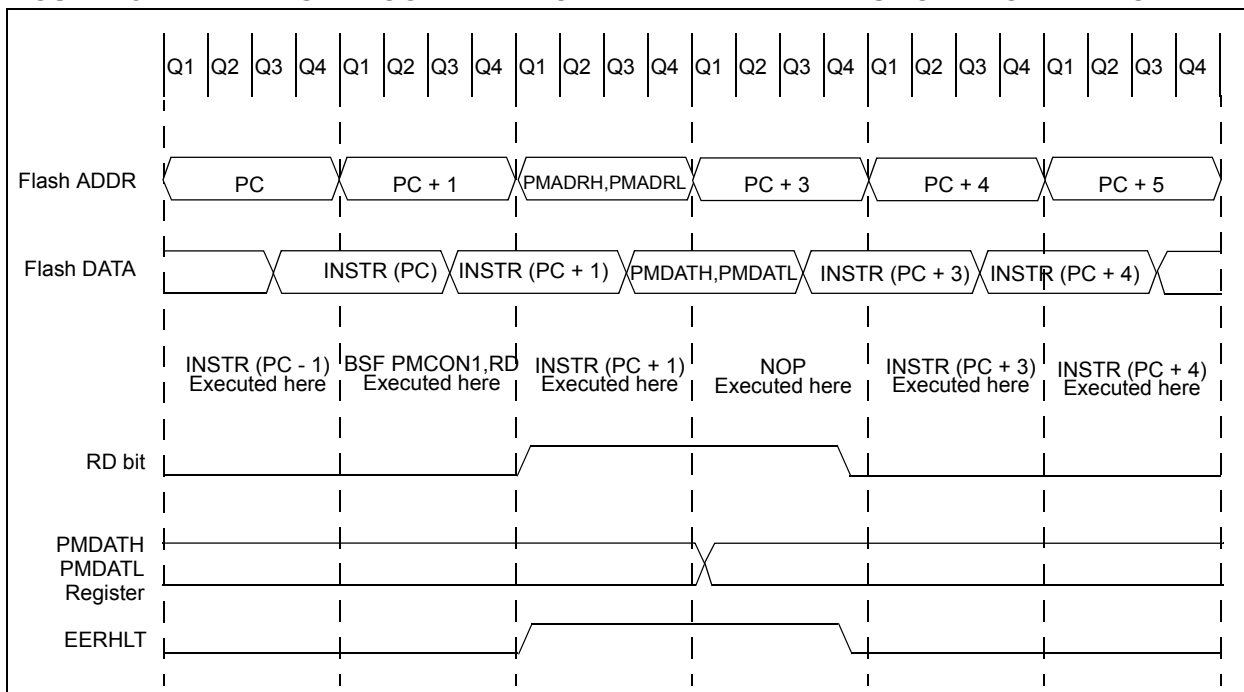 Q1 Q2 Q3 Q4 Q1 Q2 Q3 Q4 Q1 Q2 Q3 Q4 Q1 Q2 Q3 Q4 Q1 Q2 Q3 Q4 Q1 Q2 Q3 Q4
Flash ADDR PC PC + 1 PMADRH,PMADRL PC + 3 PC + 4 PC + 5
Flash DATA INSTR (PC) INSTR (PC + 1) PMDATH,PMDATL INSTR (PC + 3) INSTR (PC + 4)
INSTR (PC - 1) BSF PMCON1,RD INSTR (PC + 1) NOP INSTR (PC + 3) INSTR (PC + 4)
Executed here Executed here Executed here Executed here Executed here Executed here
RD bit
PMDATH
PMDATL
Register
EERHLT